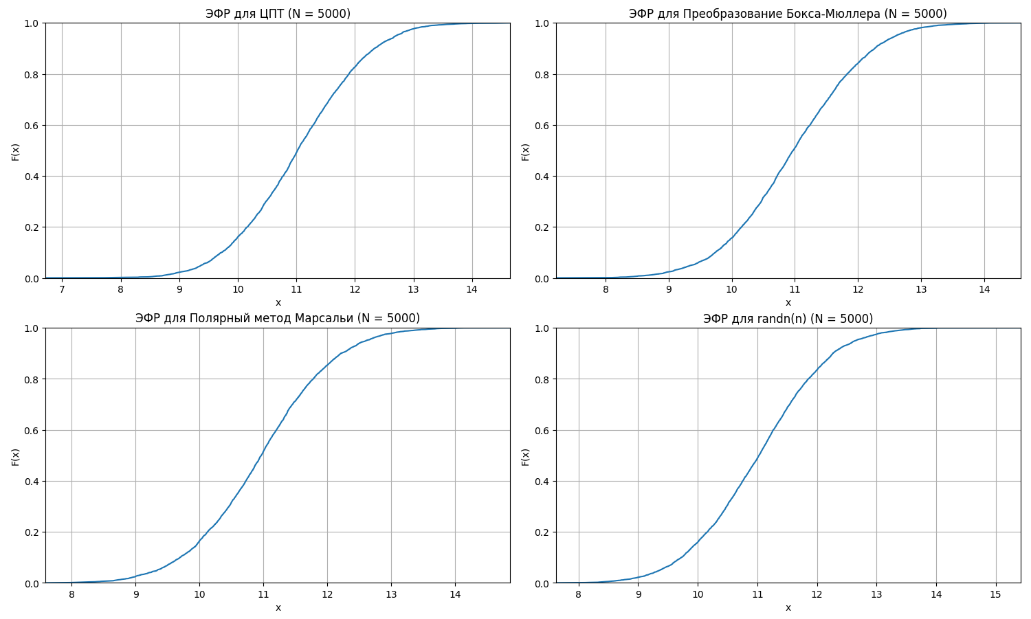 ЭФР для ЦПТ (N = 5000)
F(x)
1.0
0.8
0.6
0.4
0.2
0.0
7 8 9 10 11 12 13 14
x
ЭФР для Преобразование Бокса-Мюллера (N = 5000)
F(x)
1.0
0.8
0.6
0.4
0.2
0.0
8 9 10 11 12 13 14
x
ЭФР для Полярный метод Марсальи (N = 5000)
F(x)
1.0
0.8
0.6
0.4
0.2
0.0
8 9 10 11 12 13 14
x
ЭФР для randn(n) (N = 5000)
F(x)
1.0
0.8
0.6
0.4
0.2
0.0
8 9 10 11 12 13 14 15
x